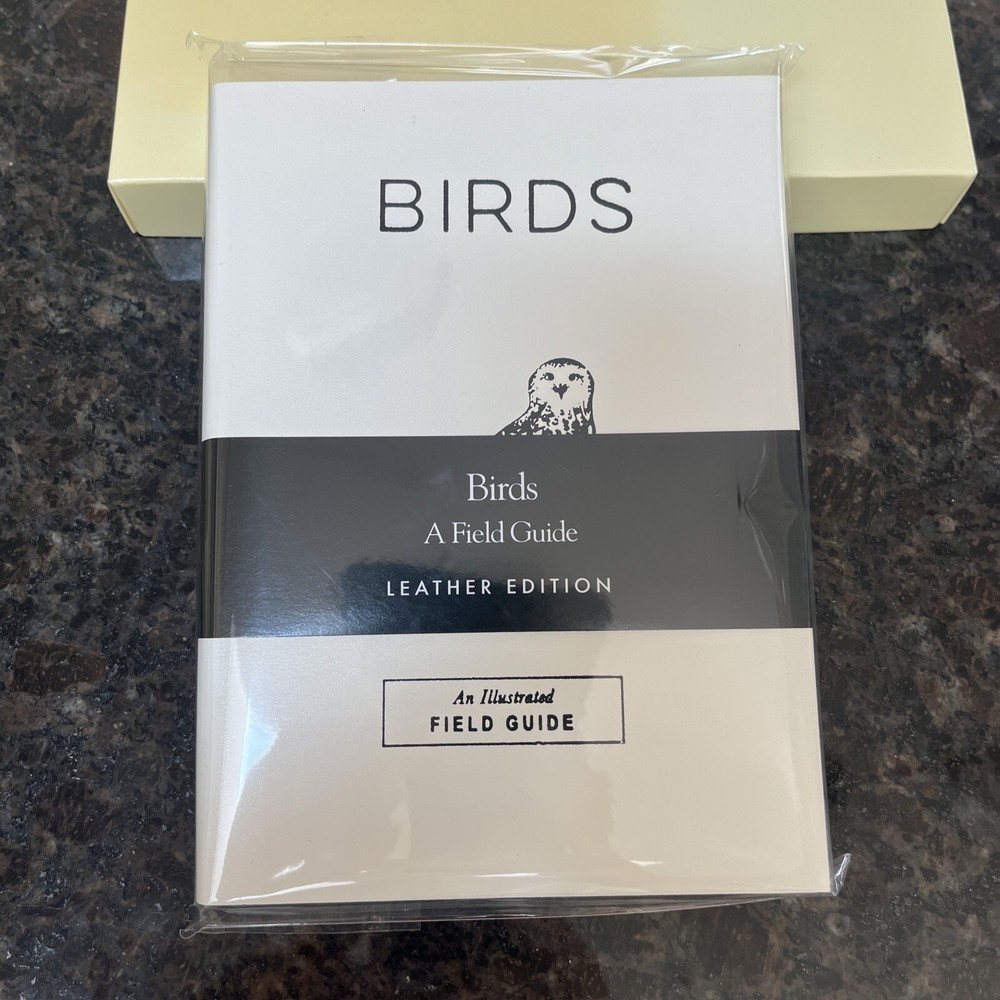 BIRDS
Birds
A Field Guide
LEATHER EDITION
An Illustrated
FIELD GUIDE